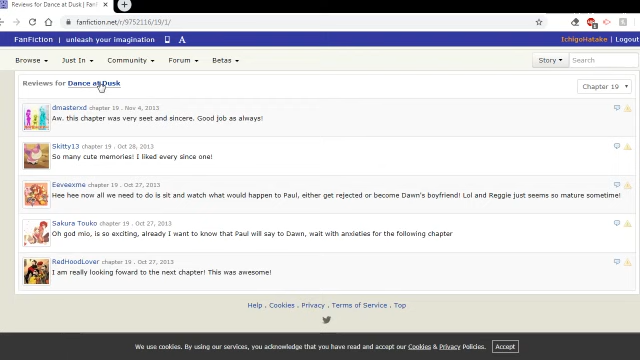 Reviews for Dance at Dusk | FanF
fanfiction.net/r/9752116/19/1/
FanFiction | unleash your imagination
IchigoHatake | Logout
Browse Just In Community Forum Betas Story Search
Reviews for Dance at Dusk
Chapter 19
dmasterxd chapter 19 . Nov 4, 2013
Aw, this chapter was very seet and sincere. Good job as always!
Skitty13 chapter 19 . Oct 28, 2013
So many cute memories! I liked every since one!
Eeveexme chapter 19 . Oct 27, 2013
Hee hee now all we need to do is sit and watch what would happen to Paul, either get rejected or become Dawn's boyfriend! Lol and Reggie just seems so mature sometime!
Sakura Touko chapter 19 . Oct 27, 2013
Oh god mio, is so exciting, already I want to know that Paul will say to Dawn, wait with anxieties for the following chapter
RedHoodLover chapter 19 . Oct 27, 2013
I am really looking foward to the next chapter! This was awesome!
Help . Cookies . Privacy . Terms of Service . Top
We use cookies. By using our services, you acknowledge that you have read and accept our Cookies & Privacy Policies. Accept